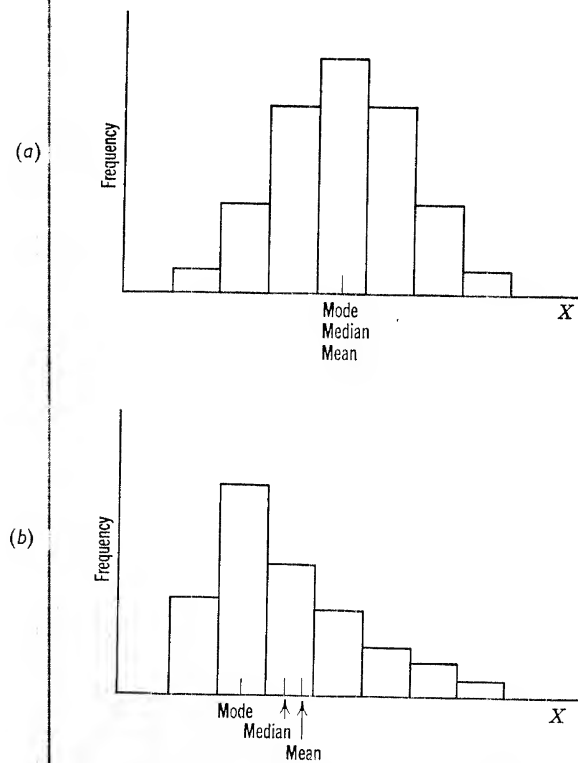 (a)
Frequency
Mode
Median
Mean
X
(b)
Frequency
Mode
Median
Mean
X